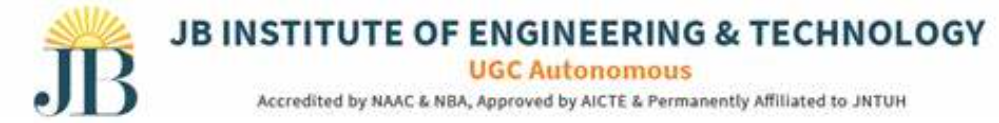 JB
JB INSTITUTE OF ENGINEERING & TECHNOLOGY
UGC Autonomous
Accredited by NAAC & NBA, Approved by AICTE & Permanently Affiliated to JNTUH